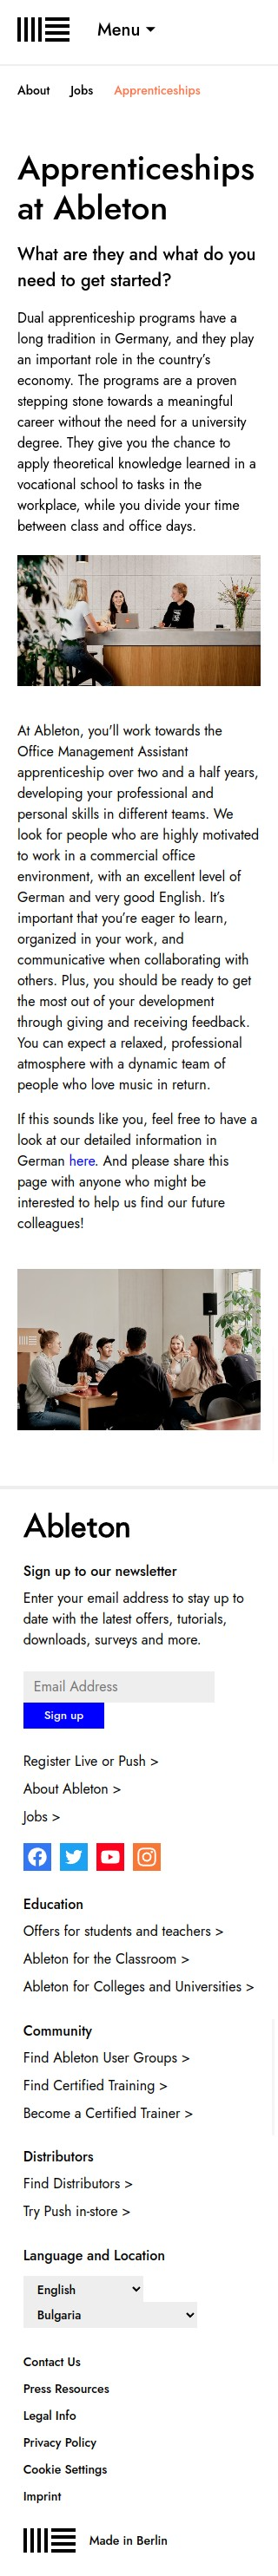 Menu
About Jobs Apprenticeships
Apprenticeships
at Ableton
What are they and what do you
need to get started?
Dual apprenticeship programs have a
long tradition in Germany, and they play
an important role in the country's
economy. The programs are a proven
stepping stone towards a meaningful
career without the need for a university
degree. They give you the chance to
apply theoretical knowledge learned in a
vocational school to tasks in the
workplace, while you divide your time
between class and office days.
At Ableton, you'll work towards the
Office Management Assistant
apprenticeship over two and a half years,
developing your professional and
personal skills in different teams. We
look for people who are highly motivated
to work in a commercial office
environment, with an excellent level of
German and very good English. It's
important that you're eager to learn,
organized in your work, and
communicative when collaborating with
others. Plus, you should be ready to get
the most out of your development
through giving and receiving feedback.
You can expect a relaxed, professional
atmosphere with a dynamic team of
people who love music in return.
If this sounds like you, feel free to have a
look at our detailed information in
German here. And please share this
page with anyone who might be
interested to help us find our future
colleagues!
Ableton
Sign up to our newsletter
Enter your email address to stay up to
date with the latest offers, tutorials,
downloads, surveys and more.
Email Address
Sign up
Register Live or Push >
About Ableton >
Jobs >
Education
Offers for students and teachers >
Ableton for the Classroom >
Ableton for Colleges and Universities >
Community
Find Ableton User Groups >
Find Certified Training >
Become a Certified Trainer >
Distributors
Find Distributors >
Try Push in-store >
Language and Location
English
Bulgaria
Contact Us
Press Resources
Legal Info
Privacy Policy
Cookie Settings
Imprint
Made in Berlin